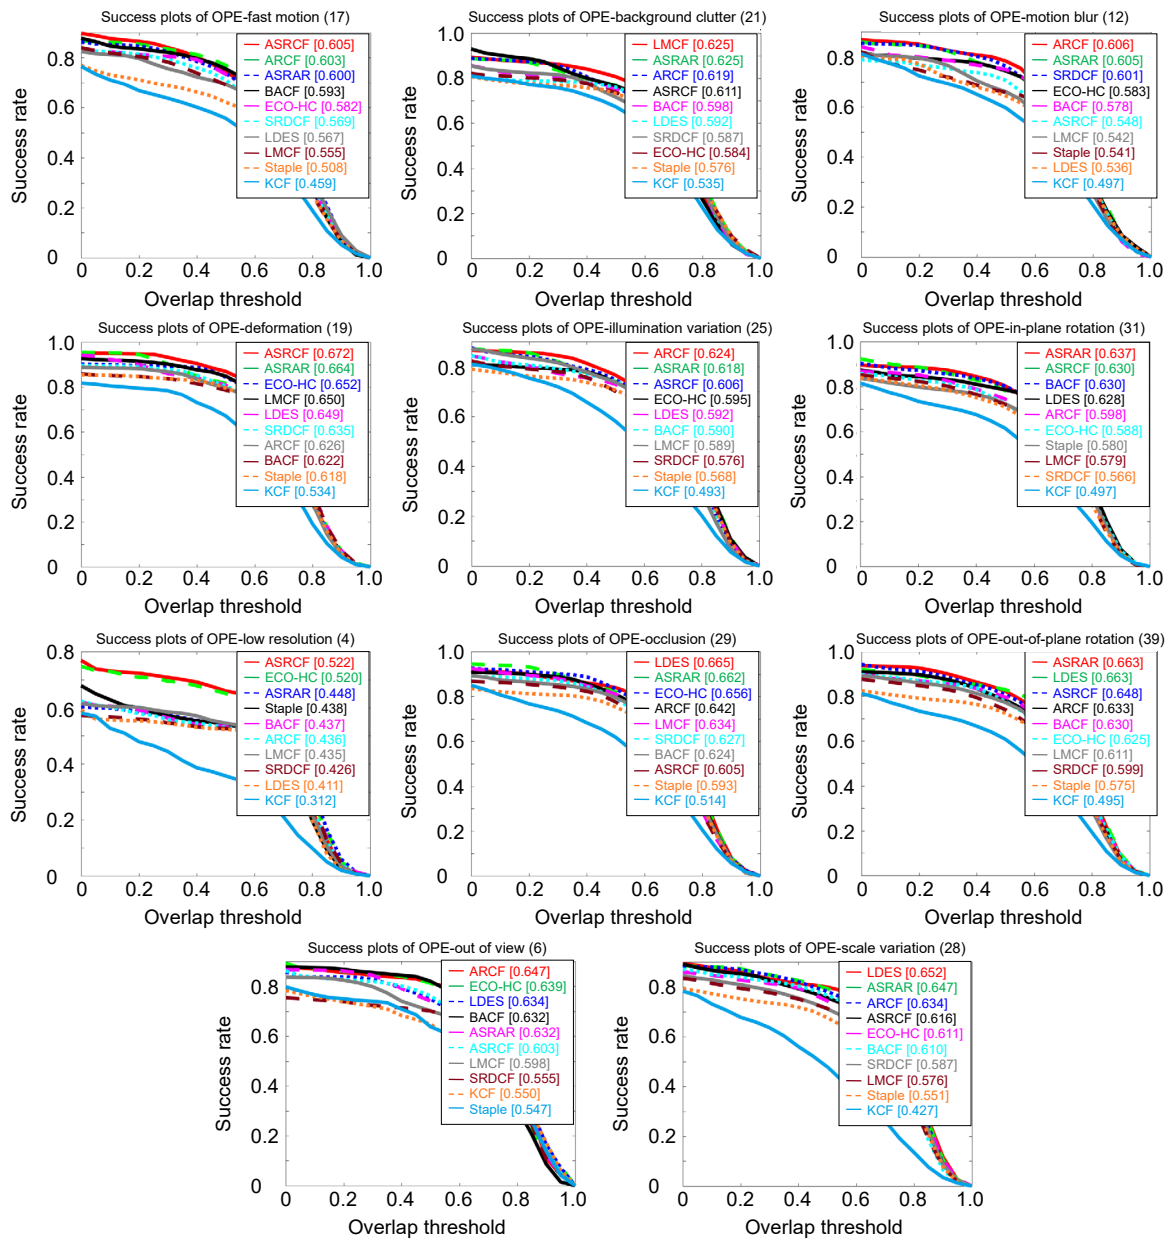 Success plots of OPE-fast motion (17)
Success rate
0.8
0.6
0.4
0.2
0
0 0.2 0.4 0.6 0.8 1.0
Overlap threshold
ASRCF [0.605]
ARCF [0.603]
ASRAR [0.600]
BACF [0.593]
ECO-HC [0.582]
SRDCF [0.569]
LDES [0.567]
LMCF [0.555]
Staple [0.508]
KCF [0.459]
Success plots of OPE-background clutter (21)
Success rate
1.0
0.8
0.6
0.4
0.2
0
0 0.2 0.4 0.6 0.8 1.0
Overlap threshold
LMCF [0.625]
ASRAR [0.625]
ARCF [0.619]
ASRCF [0.611]
BACF [0.598]
LDES [0.592]
SRDCF [0.587]
ECO-HC [0.584]
Staple [0.576]
KCF [0.535]
Success plots of OPE-motion blur (12)
Success rate
0.8
0.6
0.4
0.2
0
0 0.2 0.4 0.6 0.8 1.0
Overlap threshold
ARCF [0.606]
ASRAR [0.605]
SRDCF [0.601]
ECO-HC [0.583]
BACF [0.578]
ASRCF [0.548]
LMCF [0.542]
Staple [0.541]
LDES [0.536]
KCF [0.497]
Success plots of OPE-deformation (19)
Success rate
1.0
0.8
0.6
0.4
0.2
0
0 0.2 0.4 0.6 0.8 1.0
Overlap threshold
ASRCF [0.672]
ASRAR [0.664]
ECO-HC [0.652]
LMCF [0.650]
LDES [0.649]
SRDCF [0.635]
ARCF [0.626]
BACF [0.622]
Staple [0.618]
KCF [0.534]
Success plots of OPE-illumination variation (25)
Success rate
0.8
0.6
0.4
0.2
0
0 0.2 0.4 0.6 0.8 1.0
Overlap threshold
ARCF [0.624]
ASRAR [0.618]
ASRCF [0.606]
ECO-HC [0.595]
LDES [0.592]
BACF [0.590]
LMCF [0.589]
SRDCF [0.576]
Staple [0.568]
KCF [0.493]
Success plots of OPE-in-plane rotation (31)
Success rate
1.0
0.8
0.6
0.4
0.2
0
0 0.2 0.4 0.6 0.8 1.0
Overlap threshold
ASRAR [0.637]
ASRCF [0.630]
BACF [0.630]
LDES [0.628]
ARCF [0.598]
ECO-HC [0.588]
Staple [0.580]
LMCF [0.579]
SRDCF [0.566]
KCF [0.497]
Success plots of OPE-low resolution (4)
Success rate
0.8
0.6
0.4
0.2
0
0 0.2 0.4 0.6 0.8 1.0
Overlap threshold
ASRCF [0.522]
ECO-HC [0.520]
ASRAR [0.448]
Staple [0.438]
BACF [0.437]
ARCF [0.436]
LMCF [0.435]
SRDCF [0.426]
LDES [0.411]
KCF [0.312]
Success plots of OPE-occlusion (29)
Success rate
1.0
0.8
0.6
0.4
0.2
0
0 0.2 0.4 0.6 0.8 1.0
Overlap threshold
LDES [0.665]
ASRAR [0.662]
ECO-HC [0.656]
ARCF [0.642]
LMCF [0.634]
SRDCF [0.627]
BACF [0.624]
ASRCF [0.605]
Staple [0.593]
KCF [0.514]
Success plots of OPE-out-of-plane rotation (39)
Success rate
1.0
0.8
0.6
0.4
0.2
0
0 0.2 0.4 0.6 0.8 1.0
Overlap threshold
ASRAR [0.663]
LDES [0.663]
ASRCF [0.648]
ARCF [0.633]
BACF [0.630]
ECO-HC [0.625]
LMCF [0.611]
SRDCF [0.599]
Staple [0.575]
KCF [0.495]
Success plots of OPE-out of view (6)
Success rate
0.8
0.6
0.4
0.2
0
0 0.2 0.4 0.6 0.8 1.0
Overlap threshold
ARCF [0.647]
ECO-HC [0.639]
LDES [0.634]
BACF [0.632]
ASRAR [0.632]
ASRCF [0.603]
LMCF [0.598]
SRDCF [0.555]
KCF [0.550]
Staple [0.547]
Success plots of OPE-scale variation (28)
Success rate
0.8
0.6
0.4
0.2
0
0 0.2 0.4 0.6 0.8 1.0
Overlap threshold
LDES [0.652]
ASRAR [0.647]
ARCF [0.634]
ASRCF [0.616]
ECO-HC [0.611]
BACF [0.610]
SRDCF [0.587]
LMCF [0.576]
Staple [0.551]
KCF [0.427]